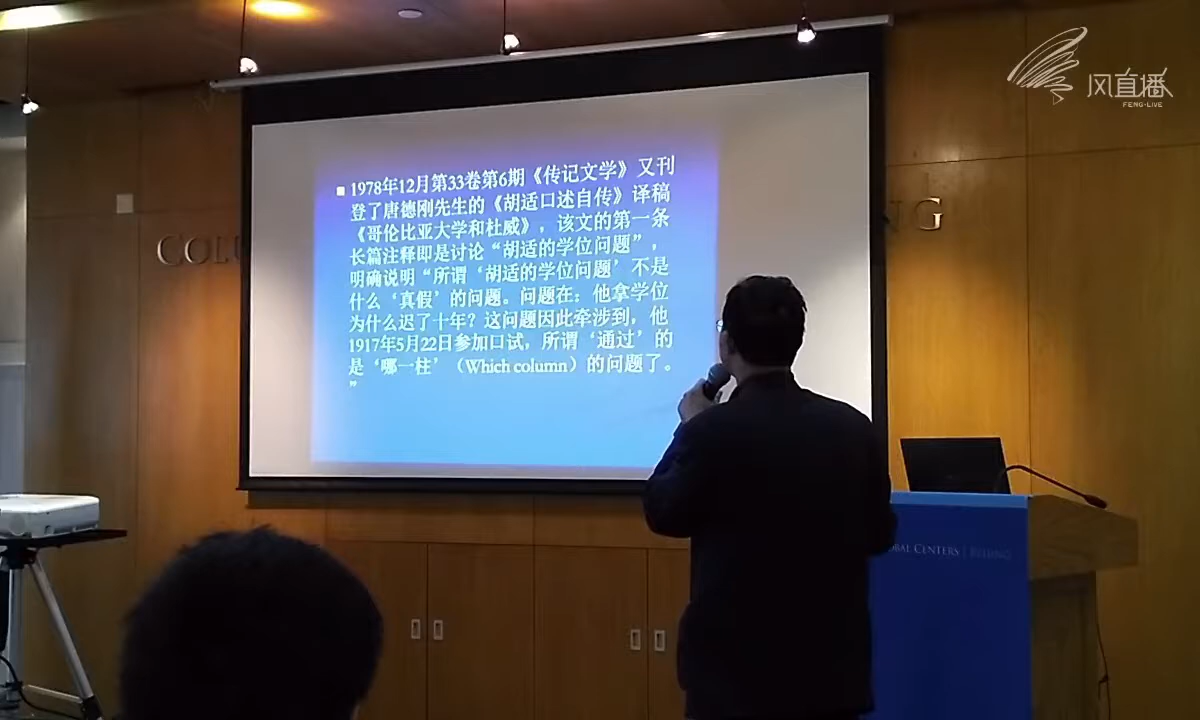 风直播
FENG·LIVE
■ 1978年12月第33卷第6期《传记文学》又刊
登了唐德刚先生的《胡适口述自传》译稿
《哥伦比亚大学和杜威》，该文的第一条
长篇注释即是讨论“胡适的学位问题”，
明确说明“所谓‘胡适的学位问题’不是
什么‘真假’的问题。问题在：他拿学位
为什么迟了十年？这问题因此牵涉到，他
1917年5月22日参加口试，所谓‘通过’的
是‘哪一柱’（Which column）的问题了。
”
COLU
NG
OBAL CENTERS | BEIJING